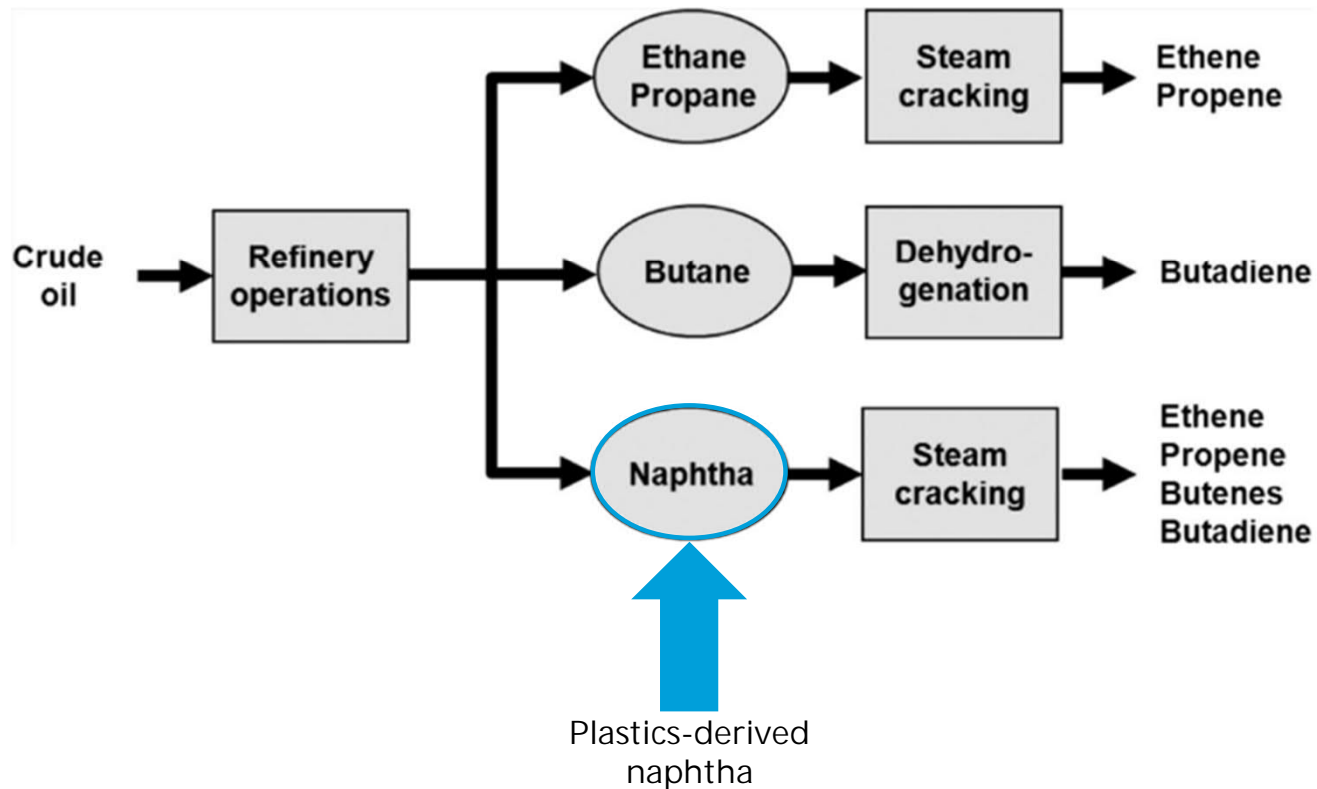 Crude
oil
Refinery
operations
Ethane
Propane
Steam
cracking
Ethene
Propene
Butane
Dehydro-
genation
Butadiene
Naphtha
Steam
cracking
Ethene
Propene
Butenes
Butadiene
Plastics-derived
naphtha